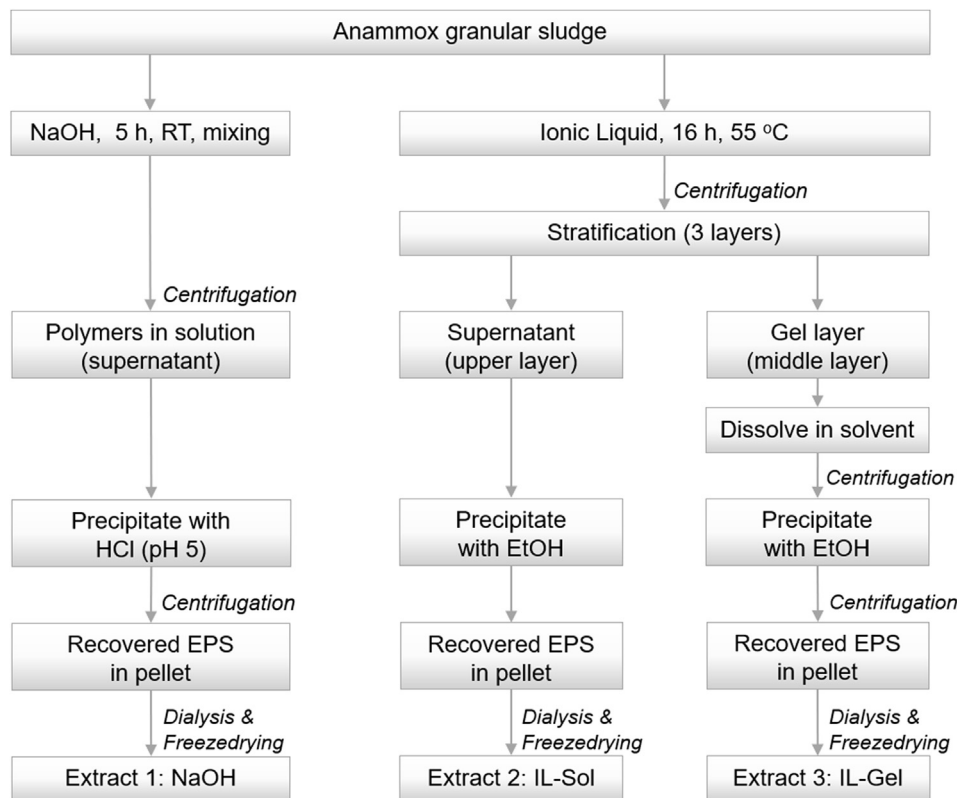 Anammox granular sludge
NaOH, 5 h, RT, mixing
Ionic Liquid, 16 h, 55 ºC
Centrifugation
Stratification (3 layers)
Centrifugation
Polymers in solution
(supernatant)
Supernatant
(upper layer)
Gel layer
(middle layer)
Dissolve in solvent
Centrifugation
Precipitate with
HCl (pH 5)
Precipitate
with EtOH
Precipitate
with EtOH
Centrifugation
Centrifugation
Recovered EPS
in pellet
Recovered EPS
in pellet
Recovered EPS
in pellet
Dialysis &
Freezedrying
Dialysis &
Freezedrying
Dialysis &
Freezedrying
Extract 1: NaOH
Extract 2: IL-Sol
Extract 3: IL-Gel